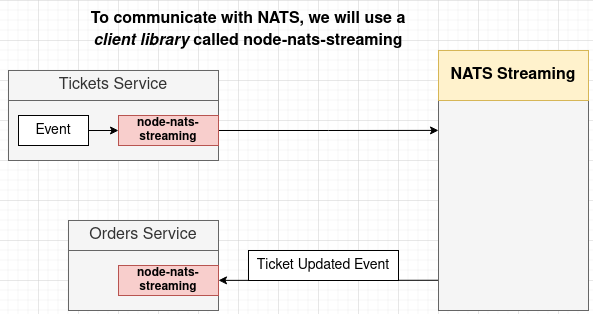 To communicate with NATS, we will use a
client library called node-nats-streaming
NATS Streaming
Tickets Service
Event
node-nats-
streaming
Orders Service
node-nats-
streaming
Ticket Updated Event